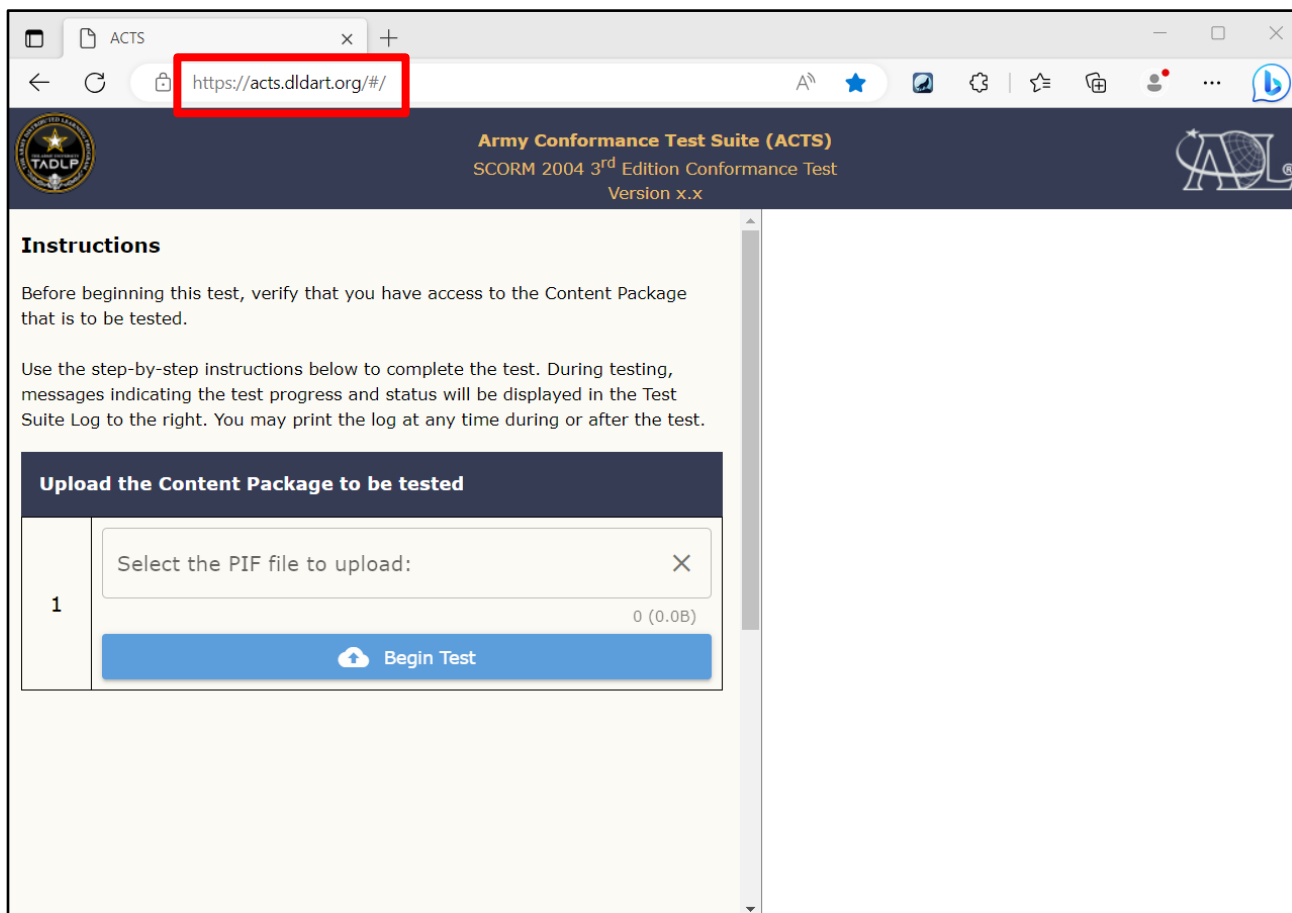 ACTS
https://acts.dldart.org/#/
TADLP
Army Conformance Test Suite (ACTS)
SCORM 2004 3rd Edition Conformance Test
Version x.x
ADL
Instructions
Before beginning this test, verify that you have access to the Content Package
that is to be tested.
Use the step-by-step instructions below to complete the test. During testing,
messages indicating the test progress and status will be displayed in the Test
Suite Log to the right. You may print the log at any time during or after the test.
Upload the Content Package to be tested
1
Select the PIF file to upload:
0 (0.0B)
Begin Test